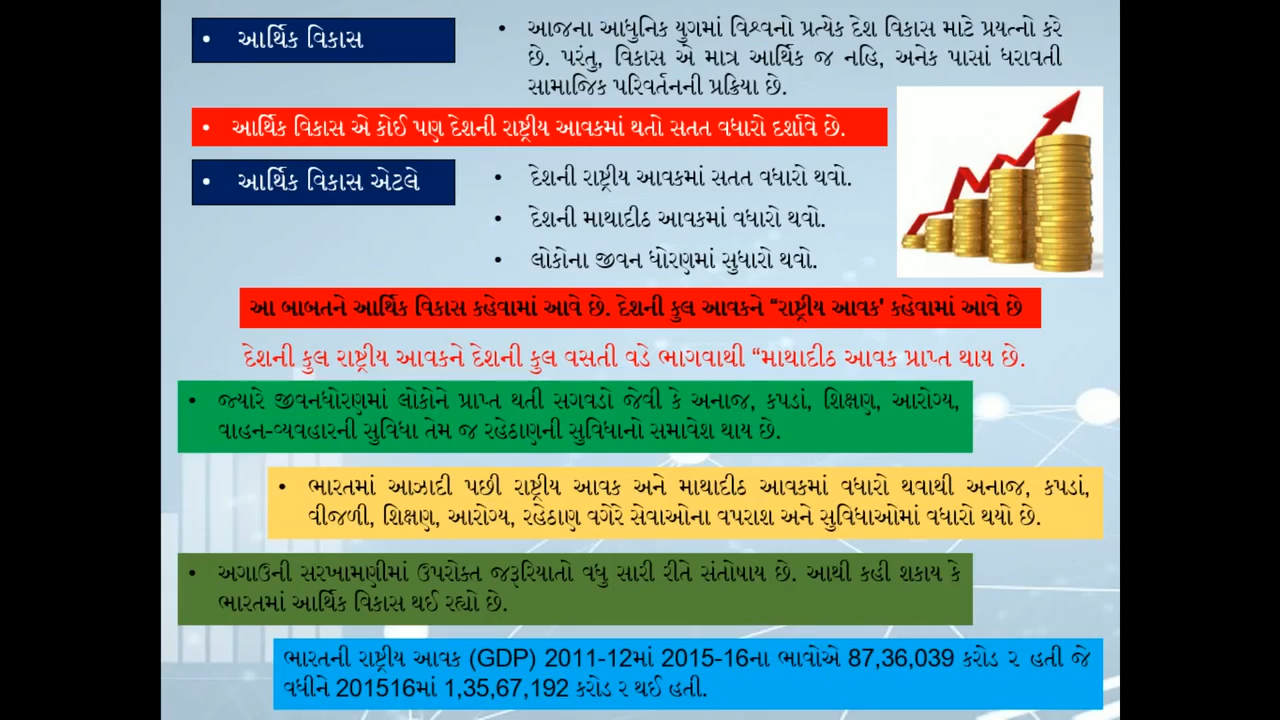 • આર્થિક વિકાસ
• આજના આધુનિક યુગમાં વિશ્વનો પ્રત્યેક દેશ વિકાસ માટે પ્રયત્નો કરે
છે. પરંતુ, વિકાસ એ માત્ર આર્થિક જ નહિ, અનેક પાસાં ધરાવતી
સામાજિક પરિવર્તનની પ્રક્રિયા છે.
• આર્થિક વિકાસ એ કોઈ પણ દેશની રાષ્ટ્રીય આવકમાં થતો સતત વધારો દર્શાવે છે.
• આર્થિક વિકાસ એટલે
• દેશની રાષ્ટ્રીય આવકમાં સતત વધારો થવો.
• દેશની માથાદીઠ આવકમાં વધારો થવો.
• લોકોના જીવન ધોરણમાં સુધારો થવો.
આ બાબતને આર્થિક વિકાસ કહેવામાં આવે છે. દેશની કુલ આવકને “રાષ્ટ્રીય આવક' કહેવામાં આવે છે
દેશની કુલ રાષ્ટ્રીય આવકને દેશની કુલ વસતી વડે ભાગવાથી “માથાદીઠ આવક પ્રાપ્ત થાય છે.
• જ્યારે જીવનધોરણમાં લોકોને પ્રાપ્ત થતી સગવડો જેવી કે અનાજ, કપડાં, શિક્ષણ, આરોગ્ય,
વાહન-વ્યવહારની સુવિધા તેમ જ રહેઠાણની સુવિધાનો સમાવેશ થાય છે.
• ભારતમાં આઝાદી પછી રાષ્ટ્રીય આવક અને માથાદીઠ આવકમાં વધારો થવાથી અનાજ, કપડાં,
વીજળી, શિક્ષણ, આરોગ્ય, રહેઠાણ વગેરે સેવાઓના વપરાશ અને સુવિધાઓમાં વધારો થયો છે.
• અગાઉની સરખામણીમાં ઉપરોક્ત જરૂરિયાતો વધુ સારી રીતે સંતોષાય છે. આથી કહી શકાય કે
ભારતમાં આર્થિક વિકાસ થઈ રહ્યો છે.
ભારતની રાષ્ટ્રીય આવક (GDP) 2011-12માં 2015-16ના ભાવોએ 87,36,039 કરોડ ર હતી જે
વધીને 201516માં 1,35,67,192 કરોડ ર થઈ હતી.